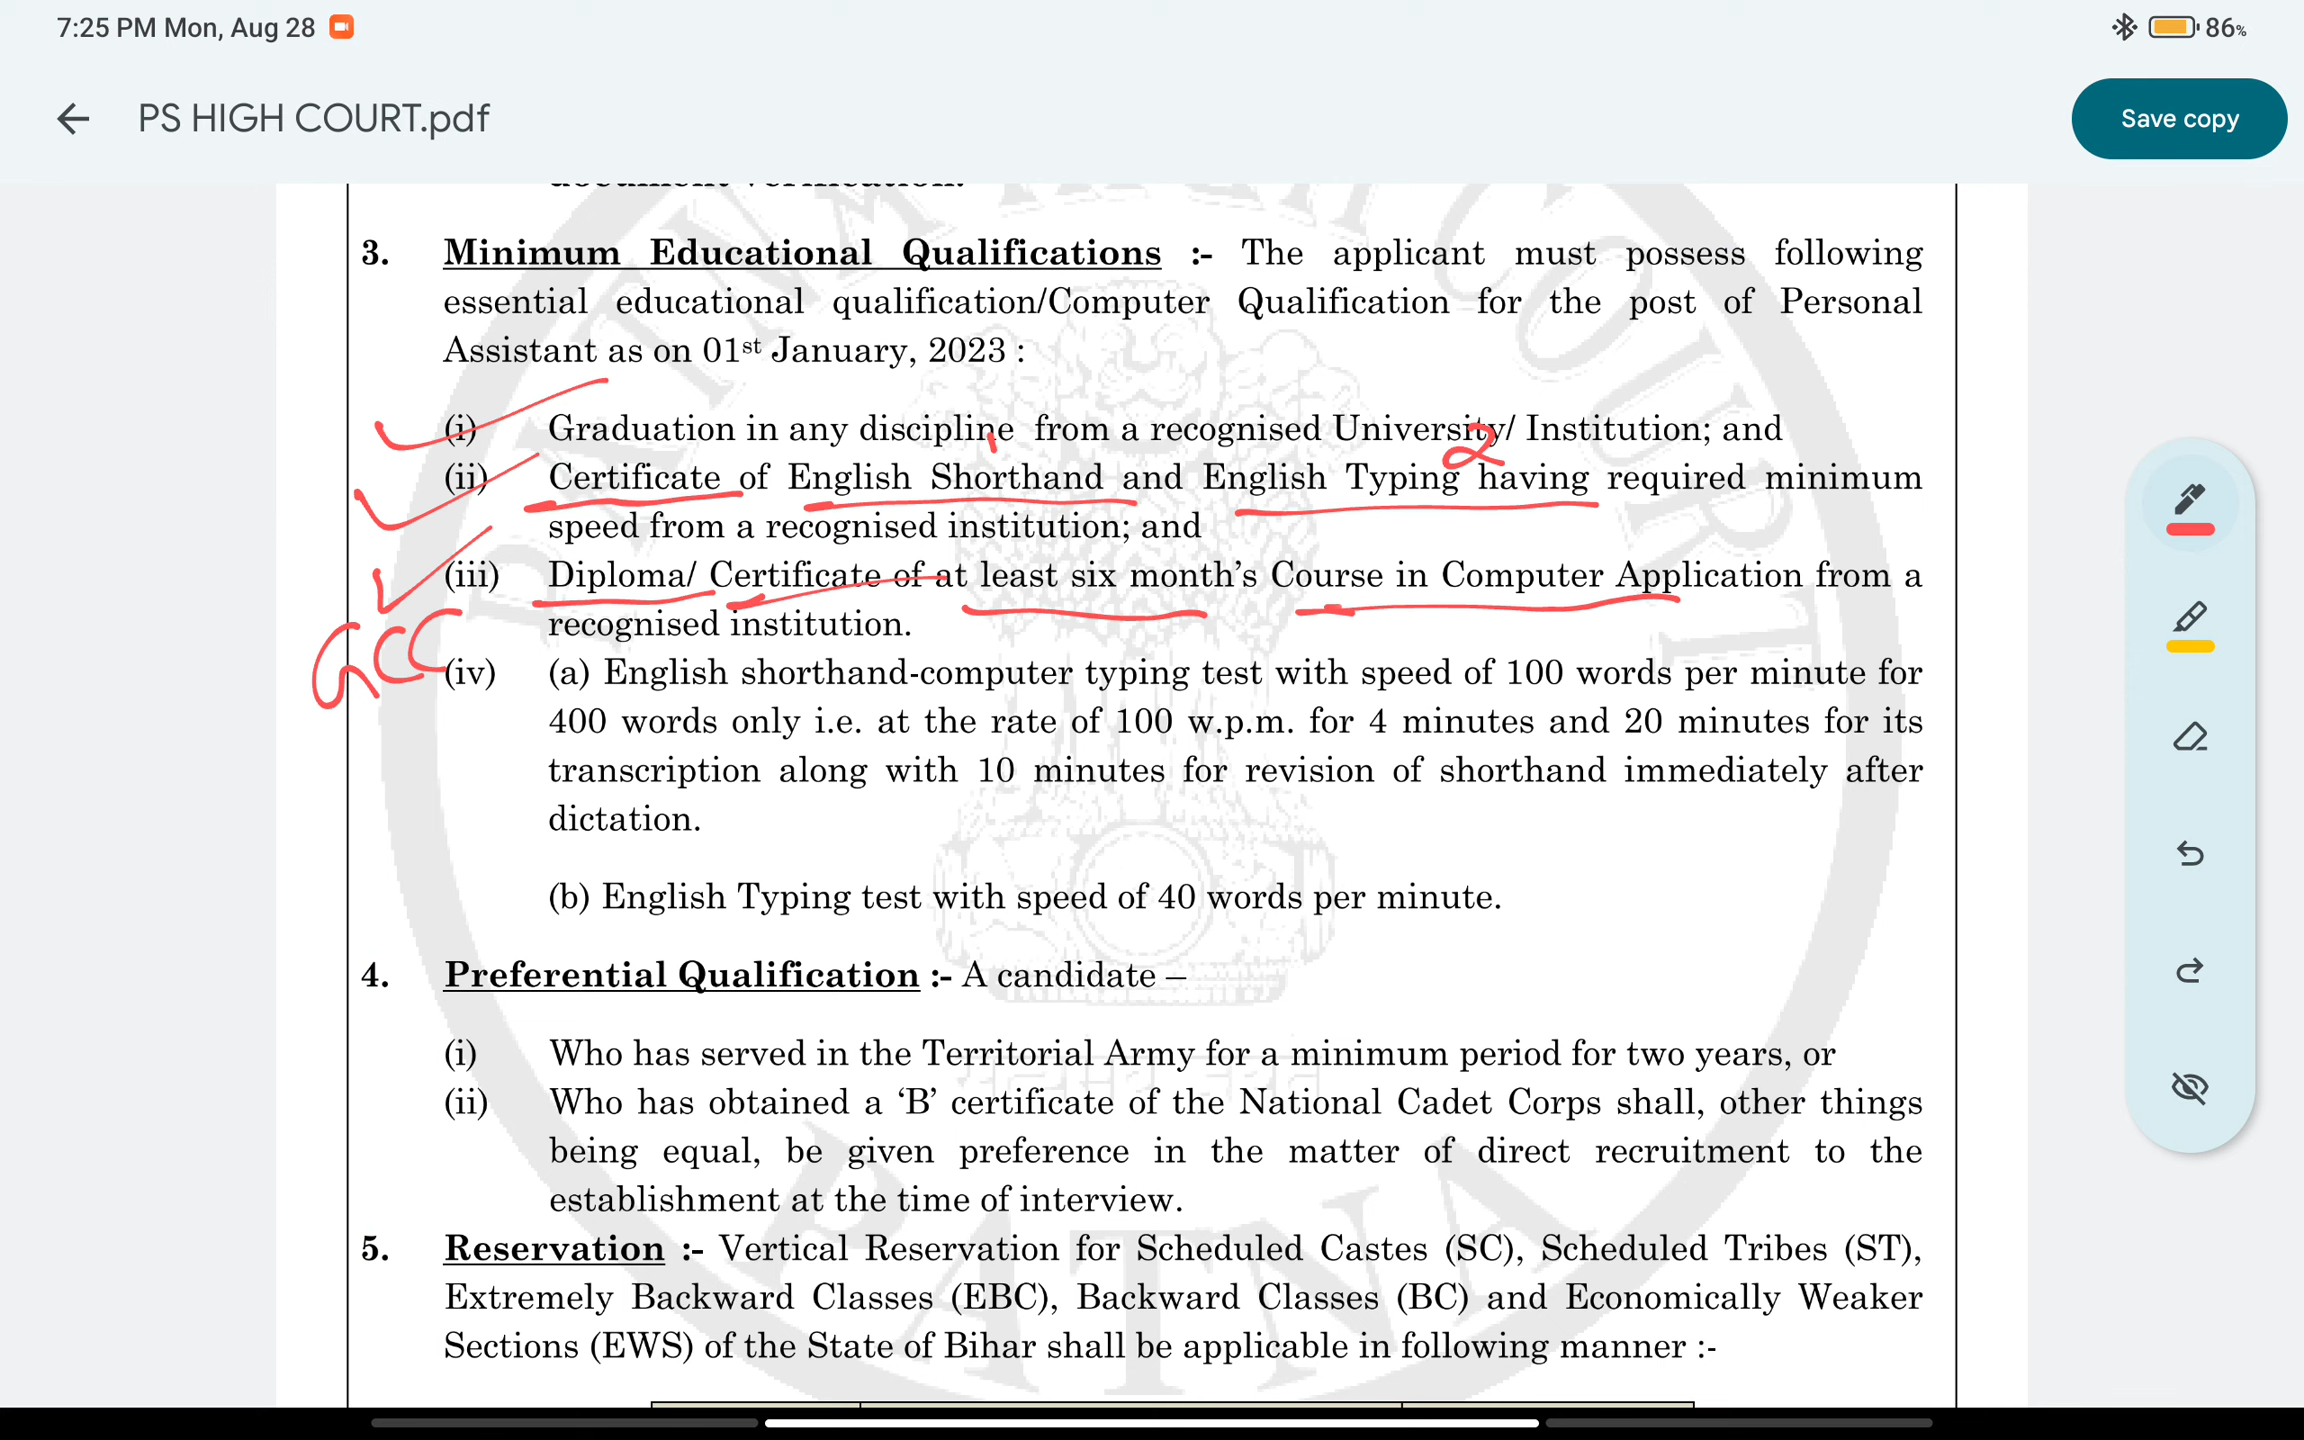 7:25 PM Mon, Aug 28
86%
PS HIGH COURT.pdf
Save copy
document verification.
3. Minimum Educational Qualifications :- The applicant must possess following
essential educational qualification/Computer Qualification for the post of Personal
Assistant as on 01st January, 2023 :
(i) Graduation in any discipline from a recognised University/ Institution; and
1
2
(ii) Certificate of English Shorthand and English Typing having required minimum
speed from a recognised institution; and
(iii) Diploma/ Certificate of at least six month's Course in Computer Application from a
recognised institution.
GCC
(iv) (a) English shorthand-computer typing test with speed of 100 words per minute for
400 words only i.e. at the rate of 100 w.p.m. for 4 minutes and 20 minutes for its
transcription along with 10 minutes for revision of shorthand immediately after
dictation.
(b) English Typing test with speed of 40 words per minute.
4. Preferential Qualification :- A candidate –
(i) Who has served in the Territorial Army for a minimum period for two years, or
(ii) Who has obtained a ‘B’ certificate of the National Cadet Corps shall, other things
being equal, be given preference in the matter of direct recruitment to the
establishment at the time of interview.
5. Reservation :- Vertical Reservation for Scheduled Castes (SC), Scheduled Tribes (ST),
Extremely Backward Classes (EBC), Backward Classes (BC) and Economically Weaker
Sections (EWS) of the State of Bihar shall be applicable in following manner :-
PATNA HIGH COURT
PATNA